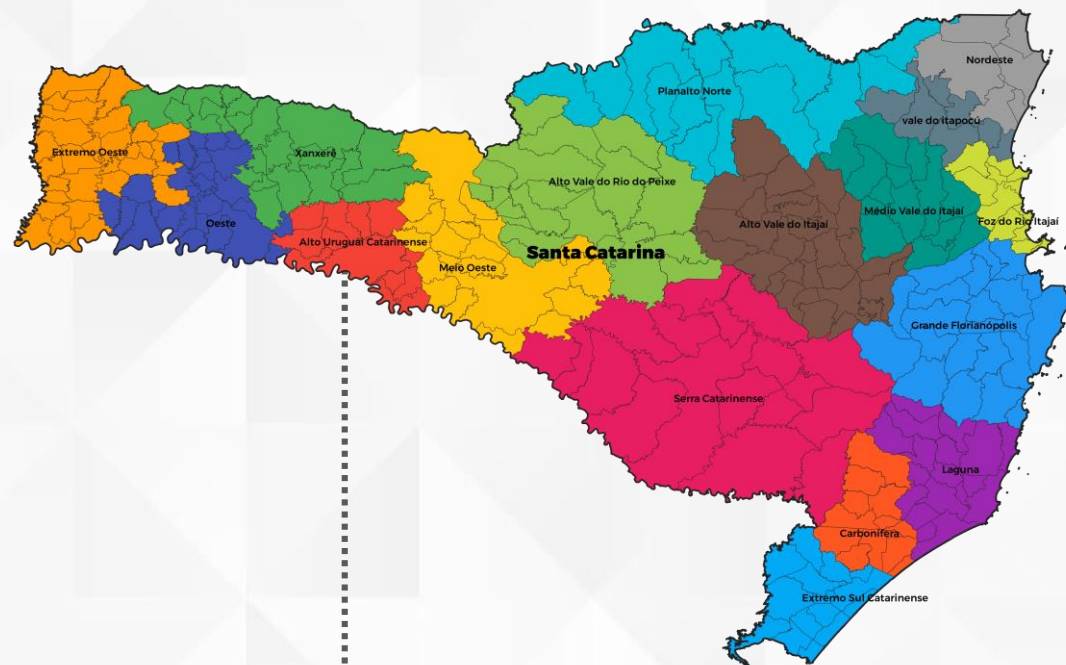 Nordeste
Planalto Norte
vale do Itapocú
Extremo Oeste
Xanxerê
Alto Vale do Rio do Peixe
Médio Vale do Itajaí
Foz do Rio Itajaí
Oeste
Alto Uruguai Catarinense
Alto Vale do Itajaí
Santa Catarina
Meio Oeste
Grande Florianópolis
Serra Catarinense
Laguna
Carbonífera
Extremo Sul Catarinense